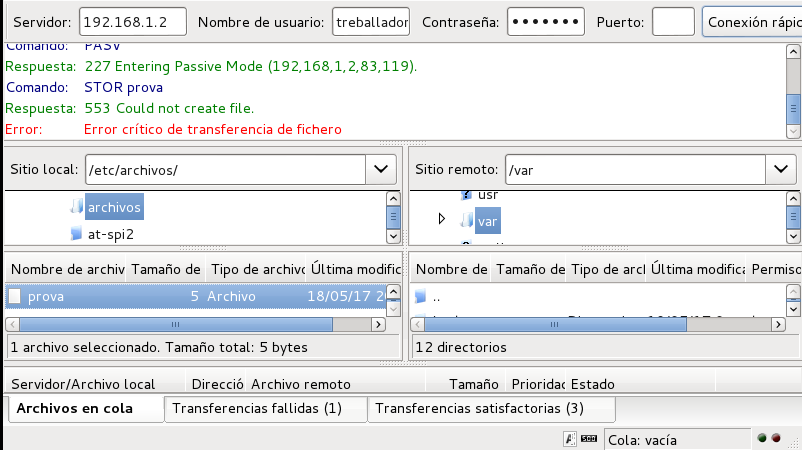 Servidor: 192.168.1.2 Nombre de usuario: treballador Contraseña: ••••••• Puerto: Conexión rápic
Comando: PASV
Respuesta: 227 Entering Passive Mode (192,168,1,2,83,119).
Comando: STOR prova
Respuesta: 553 Could not create file.
Error: Error crítico de transferencia de fichero
Sitio local: /etc/archivos/
archivos
at-spi2
Sitio remoto: /var
usr
var
Nombre de archiv Tamaño de Tipo de archivo Última modific
prova 5 Archivo 18/05/17 2
1 archivo seleccionado. Tamaño total: 5 bytes
Nombre de Tamaño de Tipo de arcl Última modifica Permisc
..
12 directorios
Servidor/Archivo local Direcció Archivo remoto Tamaño Prioridac Estado
Archivos en cola Transferencias fallidas (1) Transferencias satisfactorias (3)
Cola: vacía